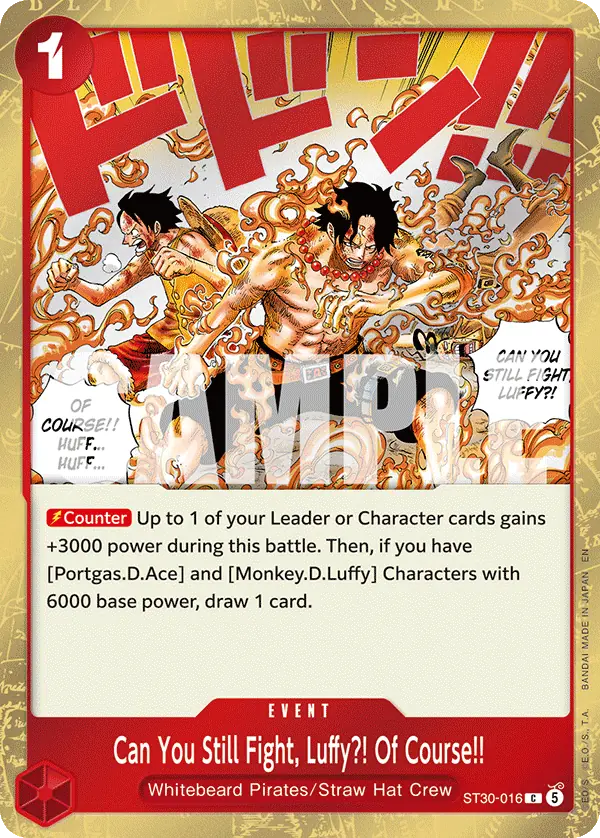 1
ドドン!!
CAN YOU
STILL FIGHT,
LUFFY?!
OF
COURSE!!
HUFF...
HUFF...
Counter Up to 1 of your Leader or Character cards gains
+3000 power during this battle. Then, if you have
[Portgas.D.Ace] and [Monkey.D.Luffy] Characters with
6000 base power, draw 1 card.
EVENT
Can You Still Fight, Luffy?! Of Course!!
Whitebeard Pirates/Straw Hat Crew
ST30-016 C 5
©E.O./S, T.A. BANDAI MADE IN JAPAN EN